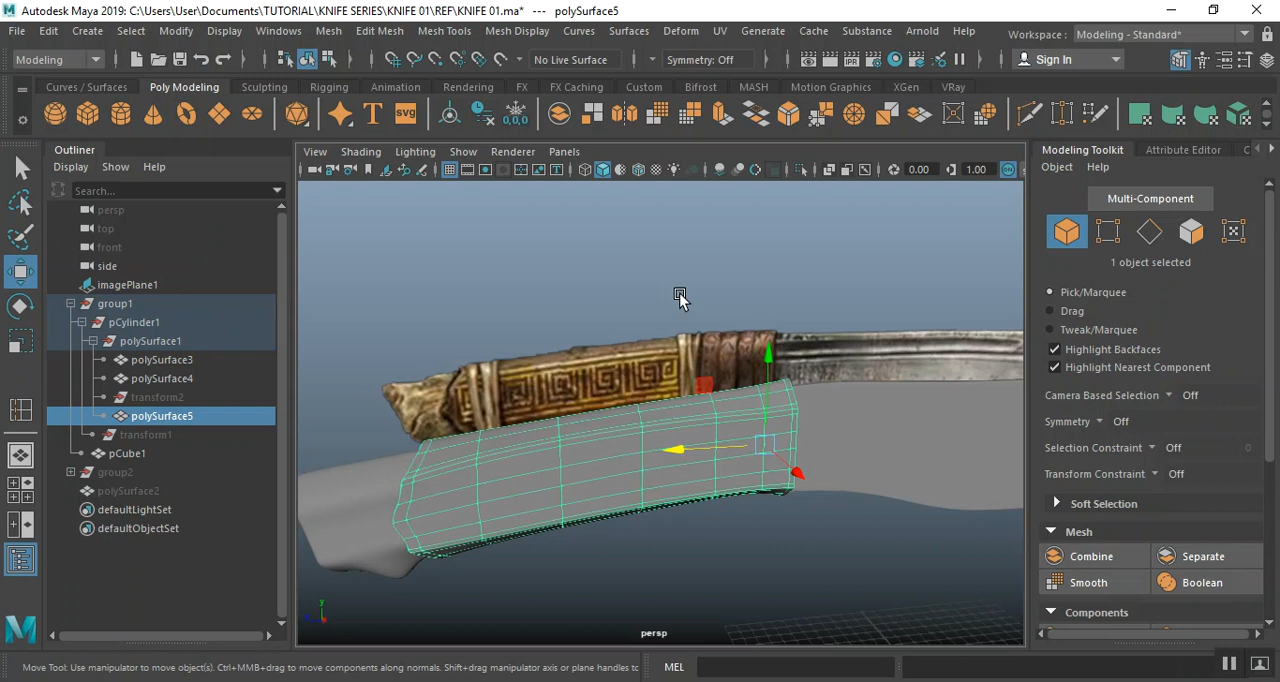 Autodesk Maya 2019: C:\Users\User\Documents\TUTORIAL\KNIFE SERIES\KNIFE 01\REF\KNIFE 01.ma* --- polySurface5
File Edit Create Select Modify Display Windows Mesh Edit Mesh Mesh Tools Mesh Display Curves Surfaces Deform UV Generate Cache Substance Arnold Help Workspace : Modeling - Standard*
Modeling No Live Surface Symmetry: Off Sign In
Curves / Surfaces Poly Modeling Sculpting Rigging Animation Rendering FX FX Caching Custom Bifrost MASH Motion Graphics XGen VRay
T SVG 0,0,0
Outliner
Display Show Help
Search...
persp
top
front
side
imagePlane1
group1
pCylinder1
polySurface1
polySurface3
polySurface4
transform2
polySurface5
transform1
pCube1
group2
polySurface2
defaultLightSet
defaultObjectSet
View Shading Lighting Show Renderer Panels
0.00 1.00
y
persp
Modeling Toolkit Attribute Editor C
Object Help
Multi-Component
1 object selected
Pick/Marquee
Drag
Tweak/Marquee
Highlight Backfaces
Highlight Nearest Component
Camera Based Selection Off
Symmetry Off
Selection Constraint Off 0
Transform Constraint Off
Soft Selection
Mesh
Combine Separate
Smooth Boolean
Components
Move Tool: Use manipulator to move object(s). Ctrl+MMB+drag to move components along normals. Shift+drag manipulator axis or plane handles to MEL